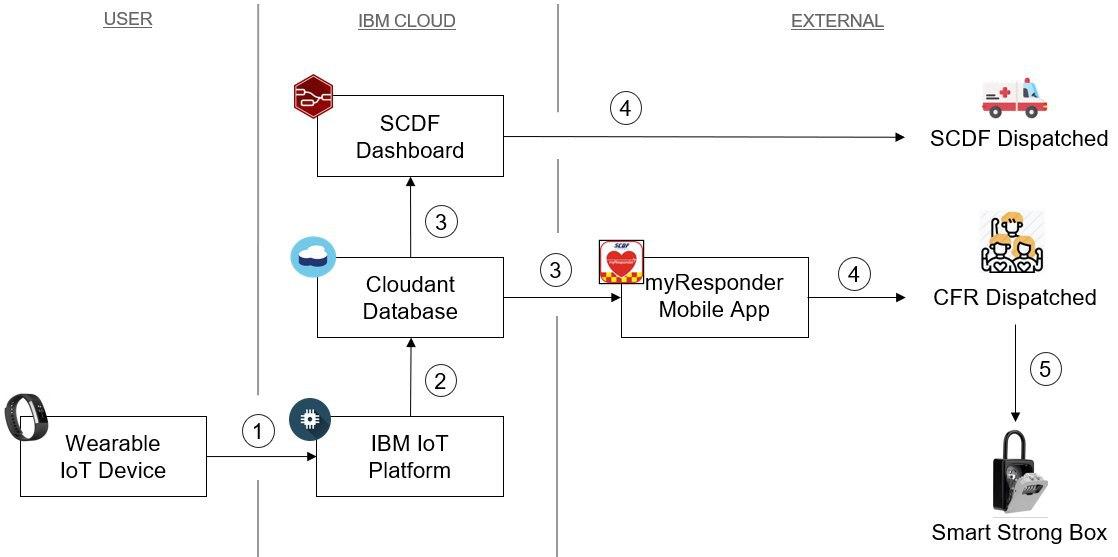 USER
IBM CLOUD
EXTERNAL
SCDF
Dashboard
4
SCDF Dispatched
3
Cloudant
Database
3
SCDF
myResponder
Mobile App
4
CFR Dispatched
2
5
Wearable
IoT Device
1
IBM IoT
Platform
Smart Strong Box